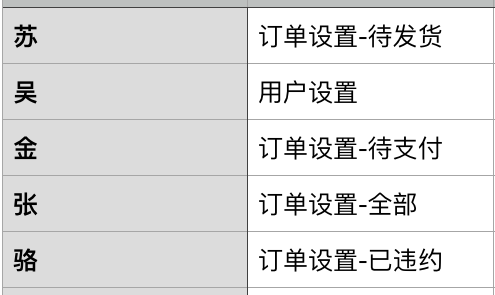 苏 订单设置-待发货
吴 用户设置
金 订单设置-待支付
张 订单设置-全部
骆 订单设置-已违约